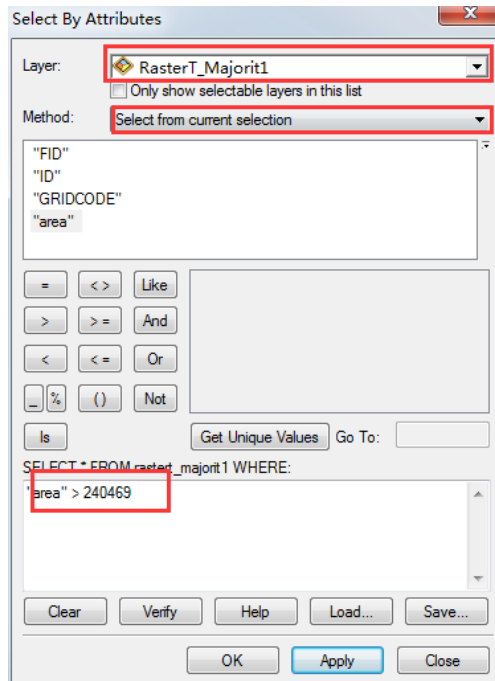 Select By Attributes
Layer: RasterT_Majorit1
Only show selectable layers in this list
Method: Select from current selection
"FID"
"ID"
"GRIDCODE"
"area"
= < > Like
> > = And
< < = Or
_ % ( ) Not
Is Get Unique Values Go To:
SELECT * FROM rastert_majorit1 WHERE:
"area" > 240469
Clear Verify Help Load... Save...
OK Apply Close